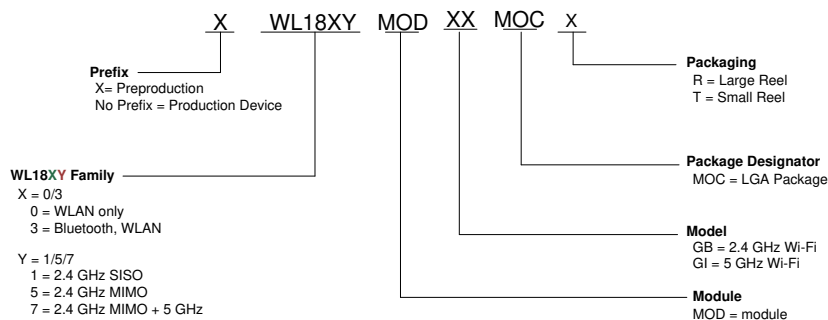 X WL18XY MOD XX MOC X
Prefix
X= Preproduction
No Prefix = Production Device
WL18XY Family
X = 0/3
0 = WLAN only
3 = Bluetooth, WLAN
Y = 1/5/7
1 = 2.4 GHz SISO
5 = 2.4 GHz MIMO
7 = 2.4 GHz MIMO + 5 GHz
Packaging
R = Large Reel
T = Small Reel
Package Designator
MOC = LGA Package
Model
GB = 2.4 GHz Wi-Fi
GI = 5 GHz Wi-Fi
Module
MOD = module